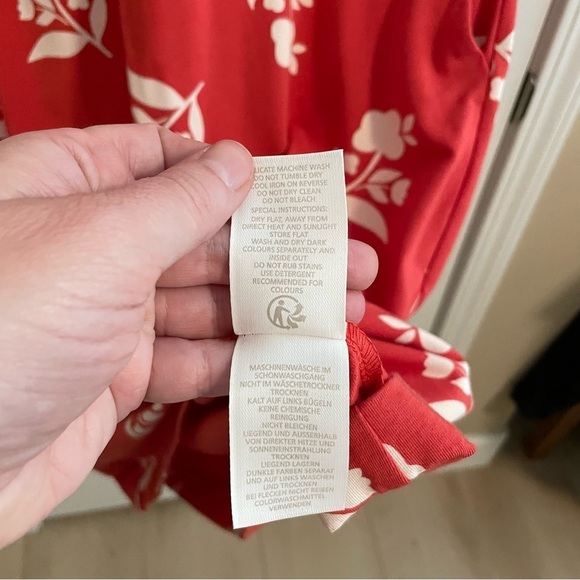 DELICATE MACHINE WASH
DO NOT TUMBLE DRY
COOL IRON ON REVERSE
DO NOT DRY CLEAN
DO NOT BLEACH
SPECIAL INSTRUCTIONS:
DRY FLAT, AWAY FROM
DIRECT HEAT AND SUNLIGHT
STORE FLAT
WASH AND DRY DARK
COLOURS SEPARATELY AND
INSIDE OUT
DO NOT RUB STAINS
USE DETERGENT
RECOMMENDED FOR
COLOURS
MASCHINENWÄSCHE IM
SCHONWASCHGANG
NICHT IM WÄSCHETROCKNER
TROCKNEN
KALT AUF LINKS BÜGELN
KEINE CHEMISCHE
REINIGUNG
NICHT BLEICHEN
LIEGEND UND AUSSERHALB
VON DIREKTER HITZE UND
SONNENEINSTRAHLUNG
TROCKNEN
LIEGEND LAGERN
DUNKLE FARBEN SEPARAT
UND AUF LINKS WASCHEN
UND TROCKNEN
BEI FLECKEN NICHT REIBEN
COLORWASCHMITTEL
VERWENDEN